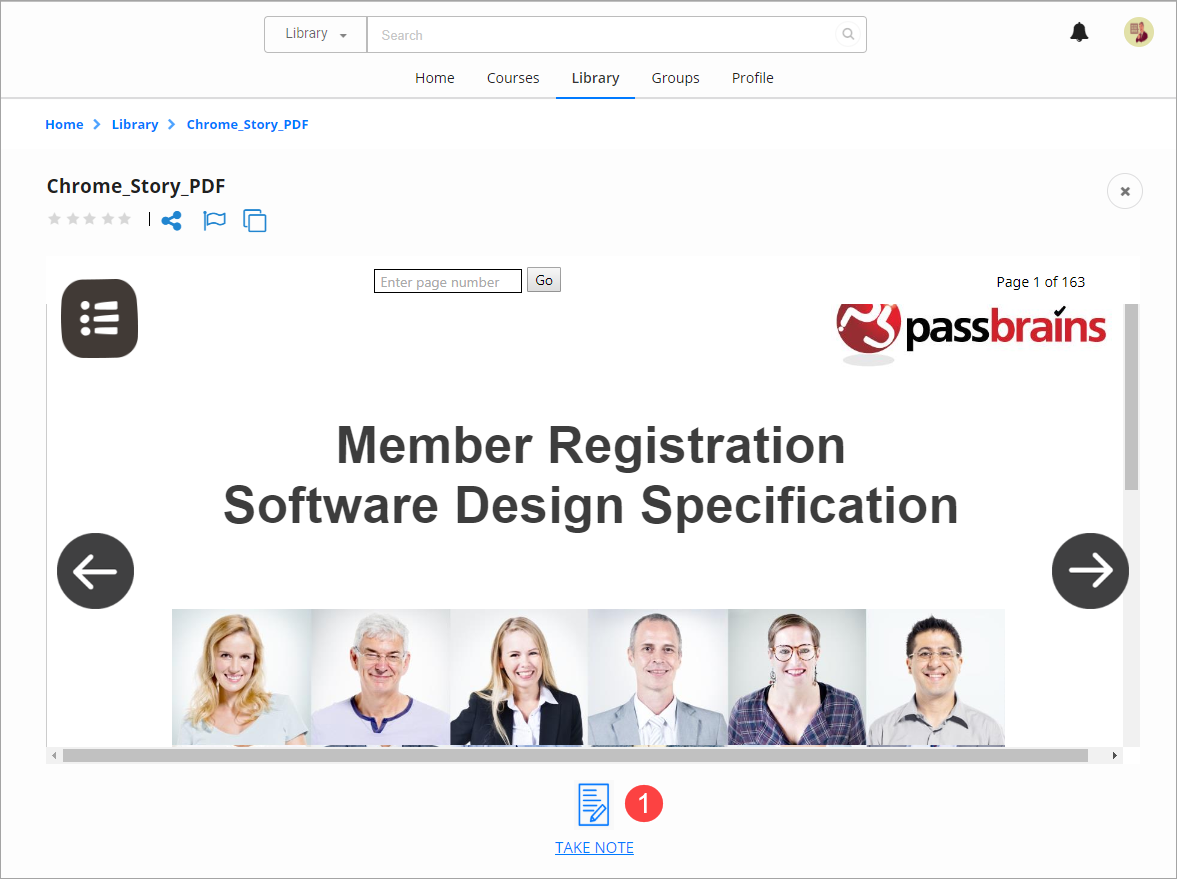 Library
Search
Home Courses Library Groups Profile
Home Library Chrome_Story_PDF
Chrome_Story_PDF
Enter page number Go Page 1 of 163
passbrains
Member Registration
Software Design Specification
1
TAKE NOTE